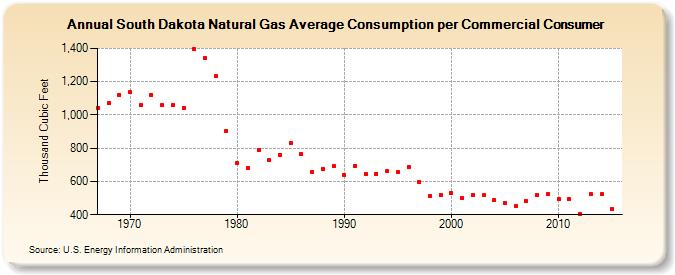 Annual South Dakota Natural Gas Average Consumption per Commercial Consumer
Thousand Cubic Feet
1,400
1,200
1,000
800
600
400
1970 1980 1990 2000 2010
Source: U.S. Energy Information Administration